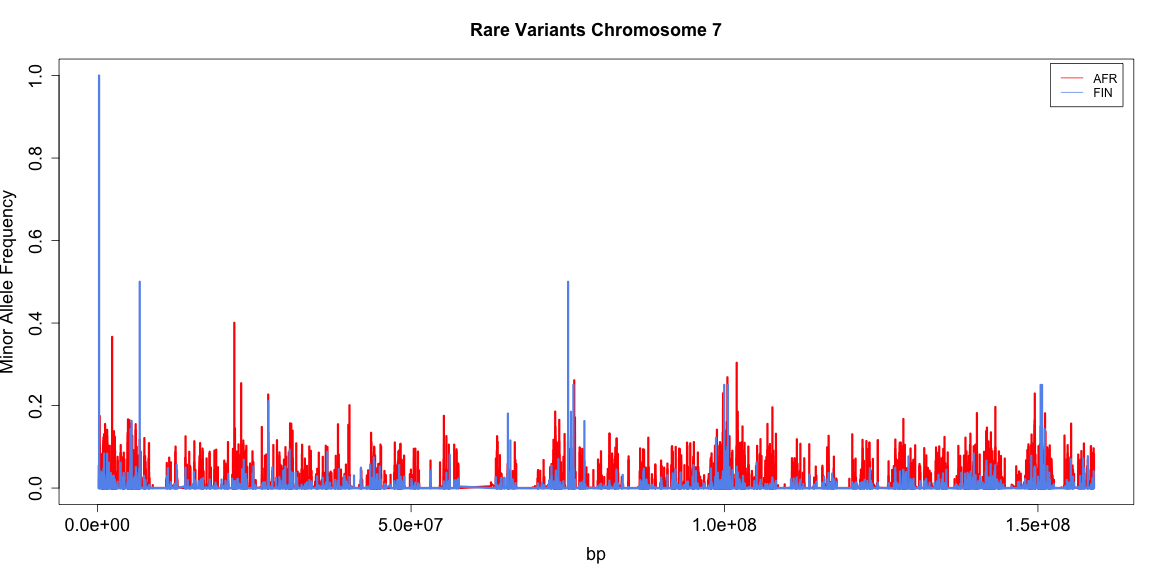 Rare Variants Chromosome 7
AFR
FIN
Minor Allele Frequency
1.0
0.8
0.6
0.4
0.2
0.0
0.0e+00
5.0e+07
1.0e+08
1.5e+08
bp